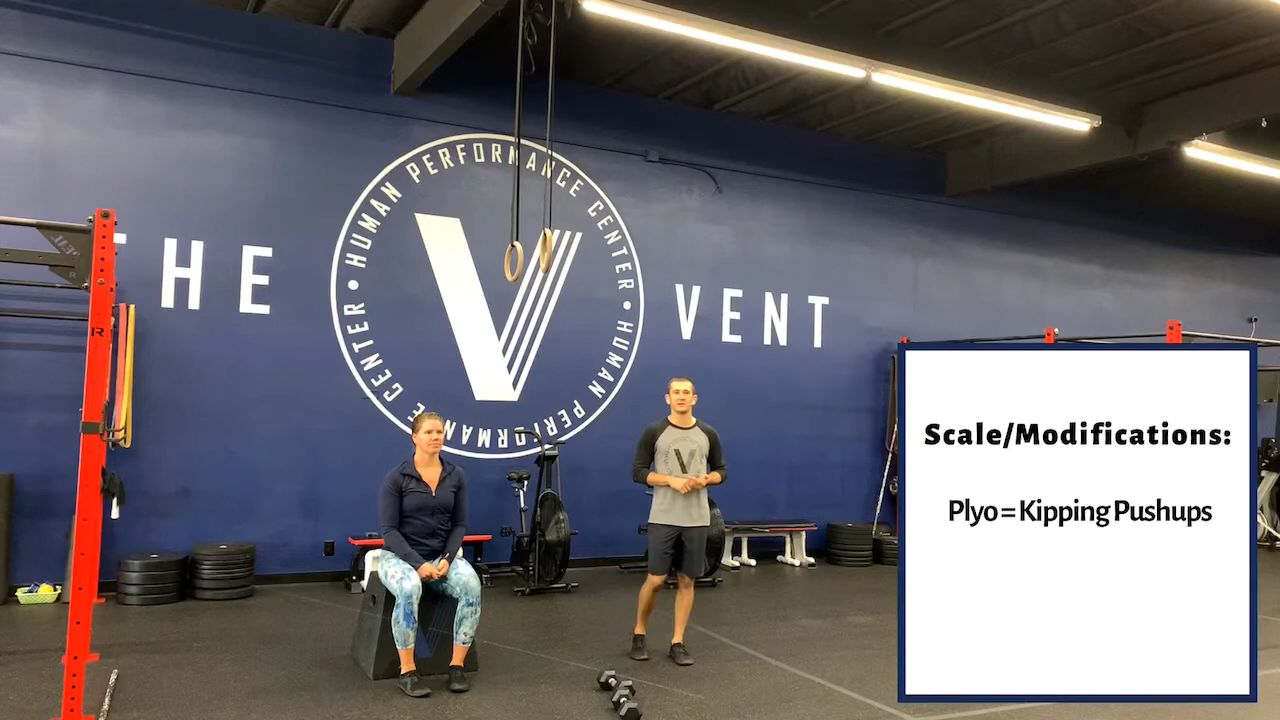 HUMAN PERFORMANCE CENTER • HUMAN PERFORMANCE CENTER •
THE VENT
V
Scale/Modifications:
Plyo = Kipping Pushups